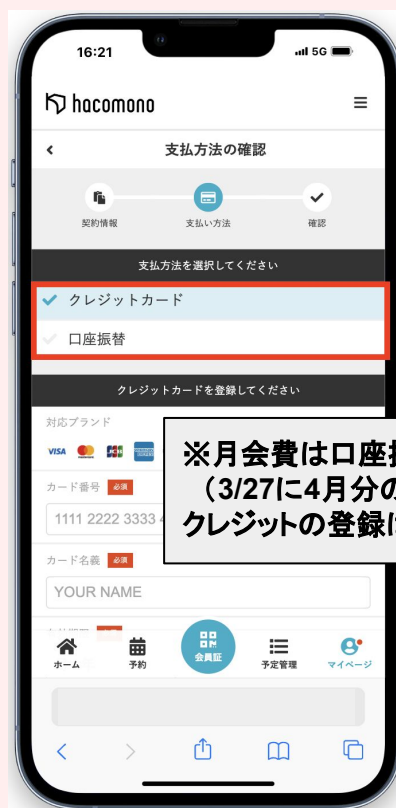 16:21
5G
hacomono
支払方法の確認
契約情報
支払い方法
確認
支払方法を選択してください
クレジットカード
口座振替
クレジットカードを登録してください
対応ブランド
VISA
JCB
カード番号 必須
1111 2222 3333
※月会費は口座
（3/27に4月分の
クレジットの登録
カード名義 必須
YOUR NAME
ホーム
予約
会員証
予定管理
マイページ